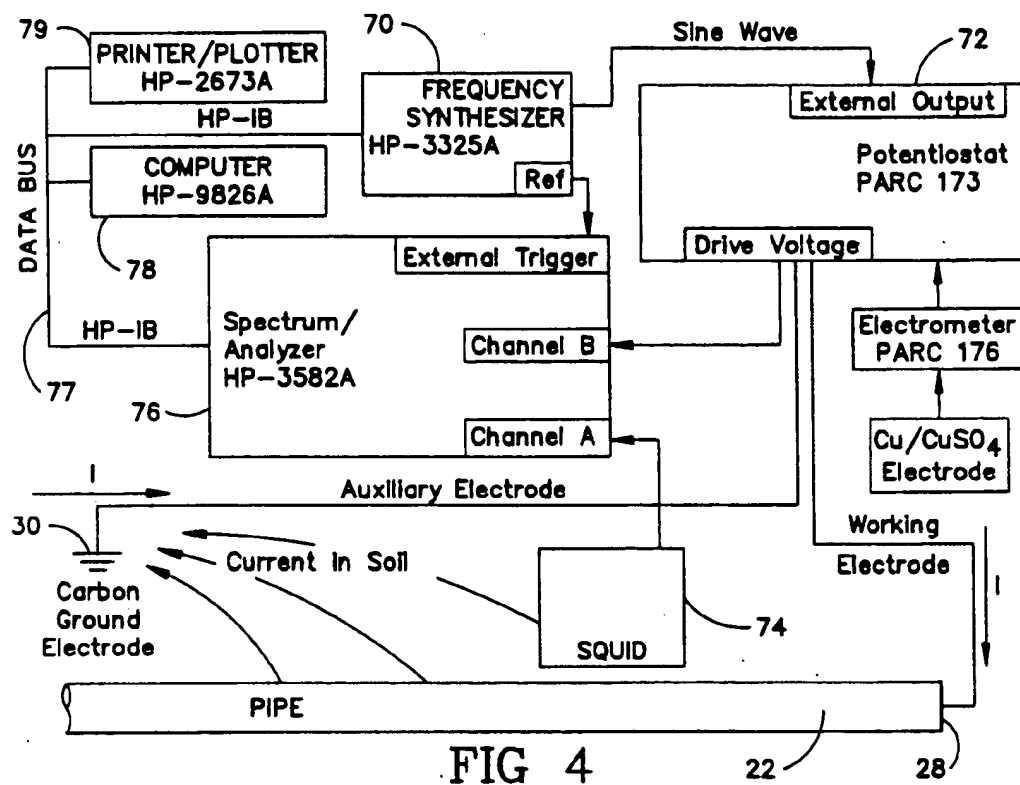 79
PRINTER/PLOTTER
HP-2673A
HP-IB
DATA BUS
COMPUTER
HP-9826A
78
70
FREQUENCY
SYNTHESIZER
HP-3325A
Ref
Sine Wave
72
External Output
Potentiostat
PARC 173
Drive Voltage
External Trigger
Spectrum/
Analyzer
HP-3582A
Channel B
Channel A
HP-IB
77
76
Electrometer
PARC 176
Cu/CuSO4
Electrode
I
Auxiliary Electrode
30
Carbon
Ground
Electrode
Current in Soil
SQUID
74
Working
Electrode
I
PIPE
22
28
FIG 4